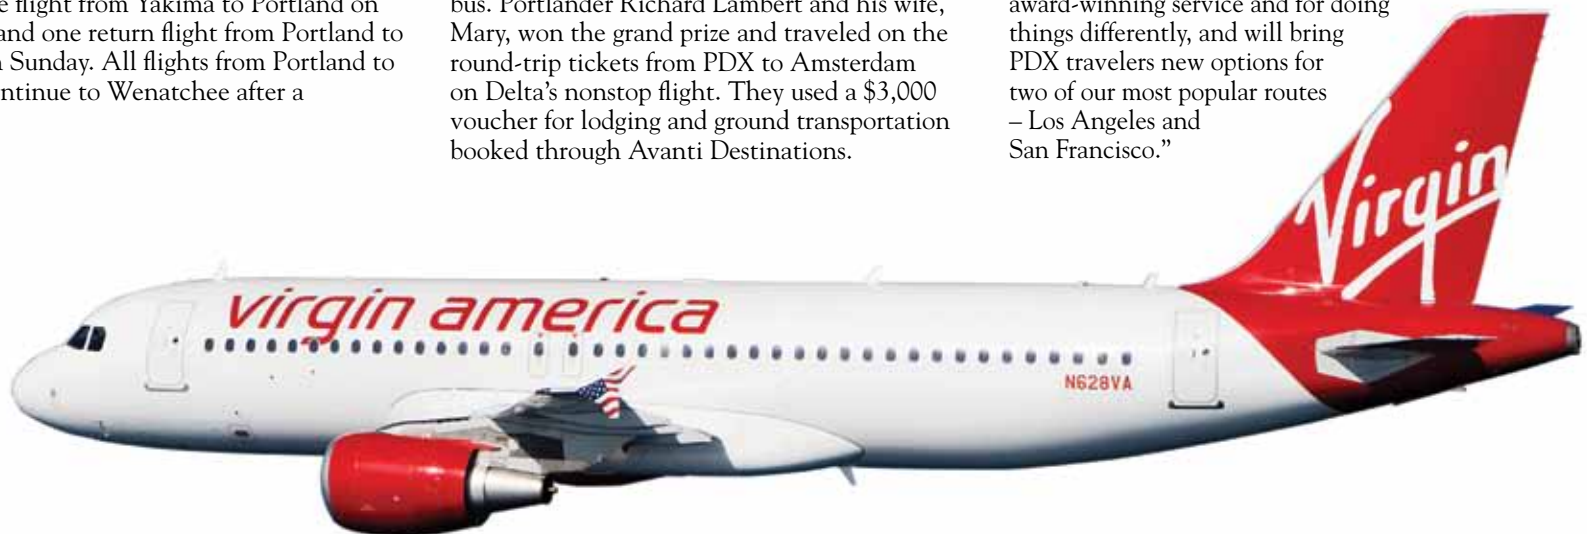 e flight from Yakima to Portland on
and one return flight from Portland to
n Sunday. All flights from Portland to
ntinue to Wenatchee after a
bus. Portlander Richard Lambert and his wife,
Mary, won the grand prize and traveled on the
round-trip tickets from PDX to Amsterdam
on Delta’s nonstop flight. They used a $3,000
voucher for lodging and ground transportation
booked through Avanti Destinations.
award-winning service and for doing
things differently, and will bring
PDX travelers new options for
two of our most popular routes
– Los Angeles and
San Francisco.”
Virgin
virgin america
N628VA